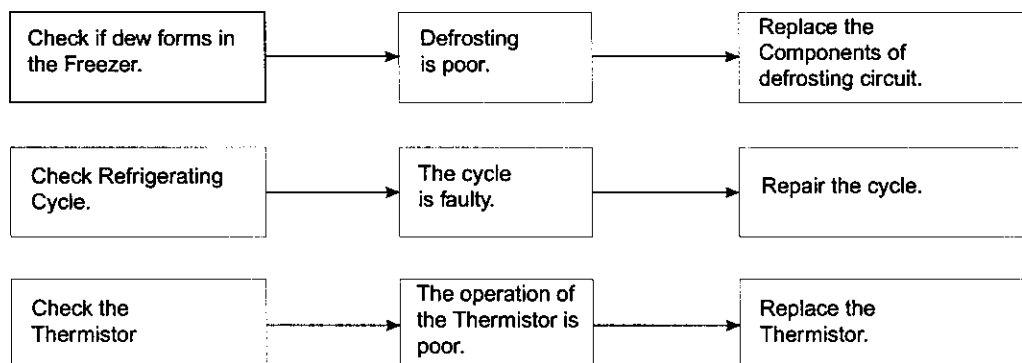 Check if dew forms in
the Freezer.
Defrosting
is poor.
Replace the
Components of
defrosting circuit.
Check Refrigerating
Cycle.
The cycle
is faulty.
Repair the cycle.
Check the
Thermistor
The operation of
the Thermistor is
poor.
Replace the
Thermistor.